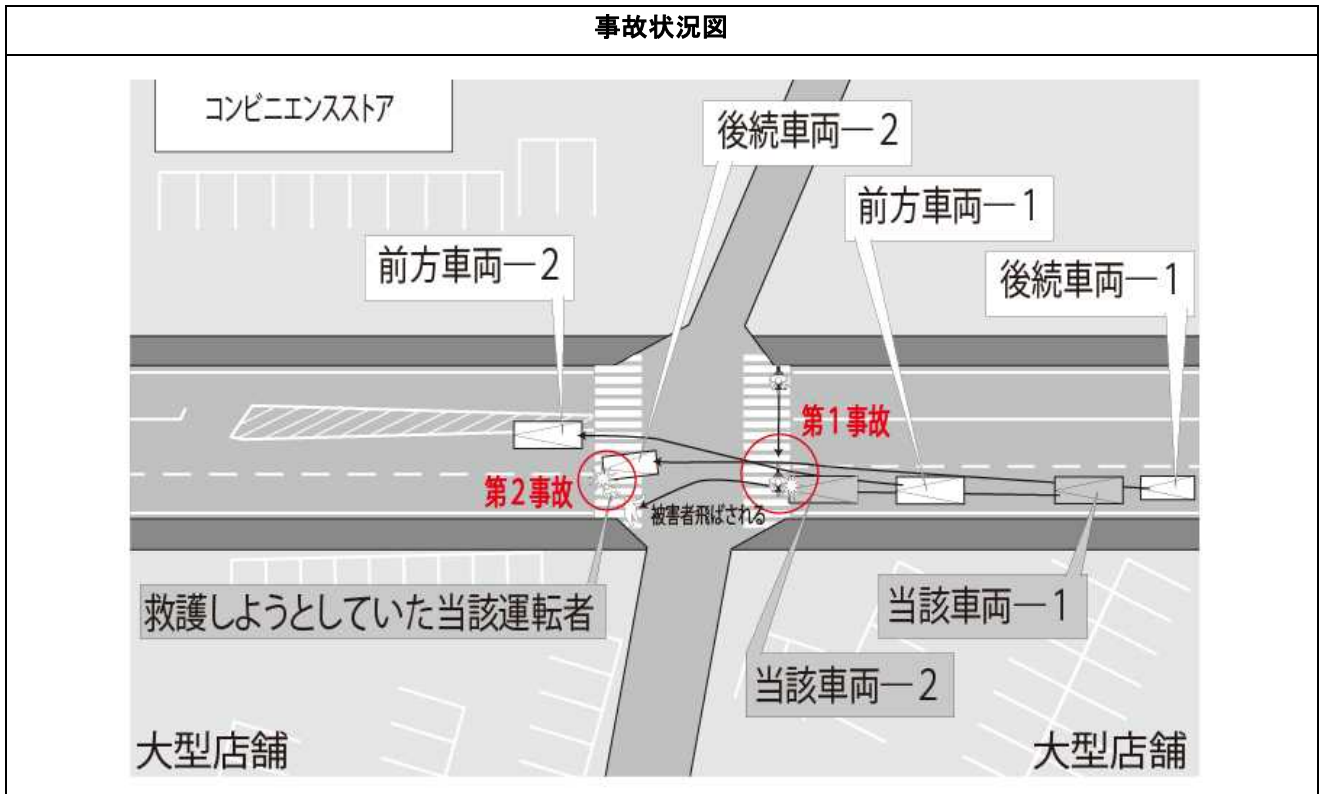 事故状況図
コンビニエンスストア
後続車両―2
前方車両―1
前方車両―2
後続車両―1
第1事故
第2事故
被害者飛ばされる
救護しようとしていた当該運転者
当該車両―1
当該車両―2
大型店舗
大型店舗